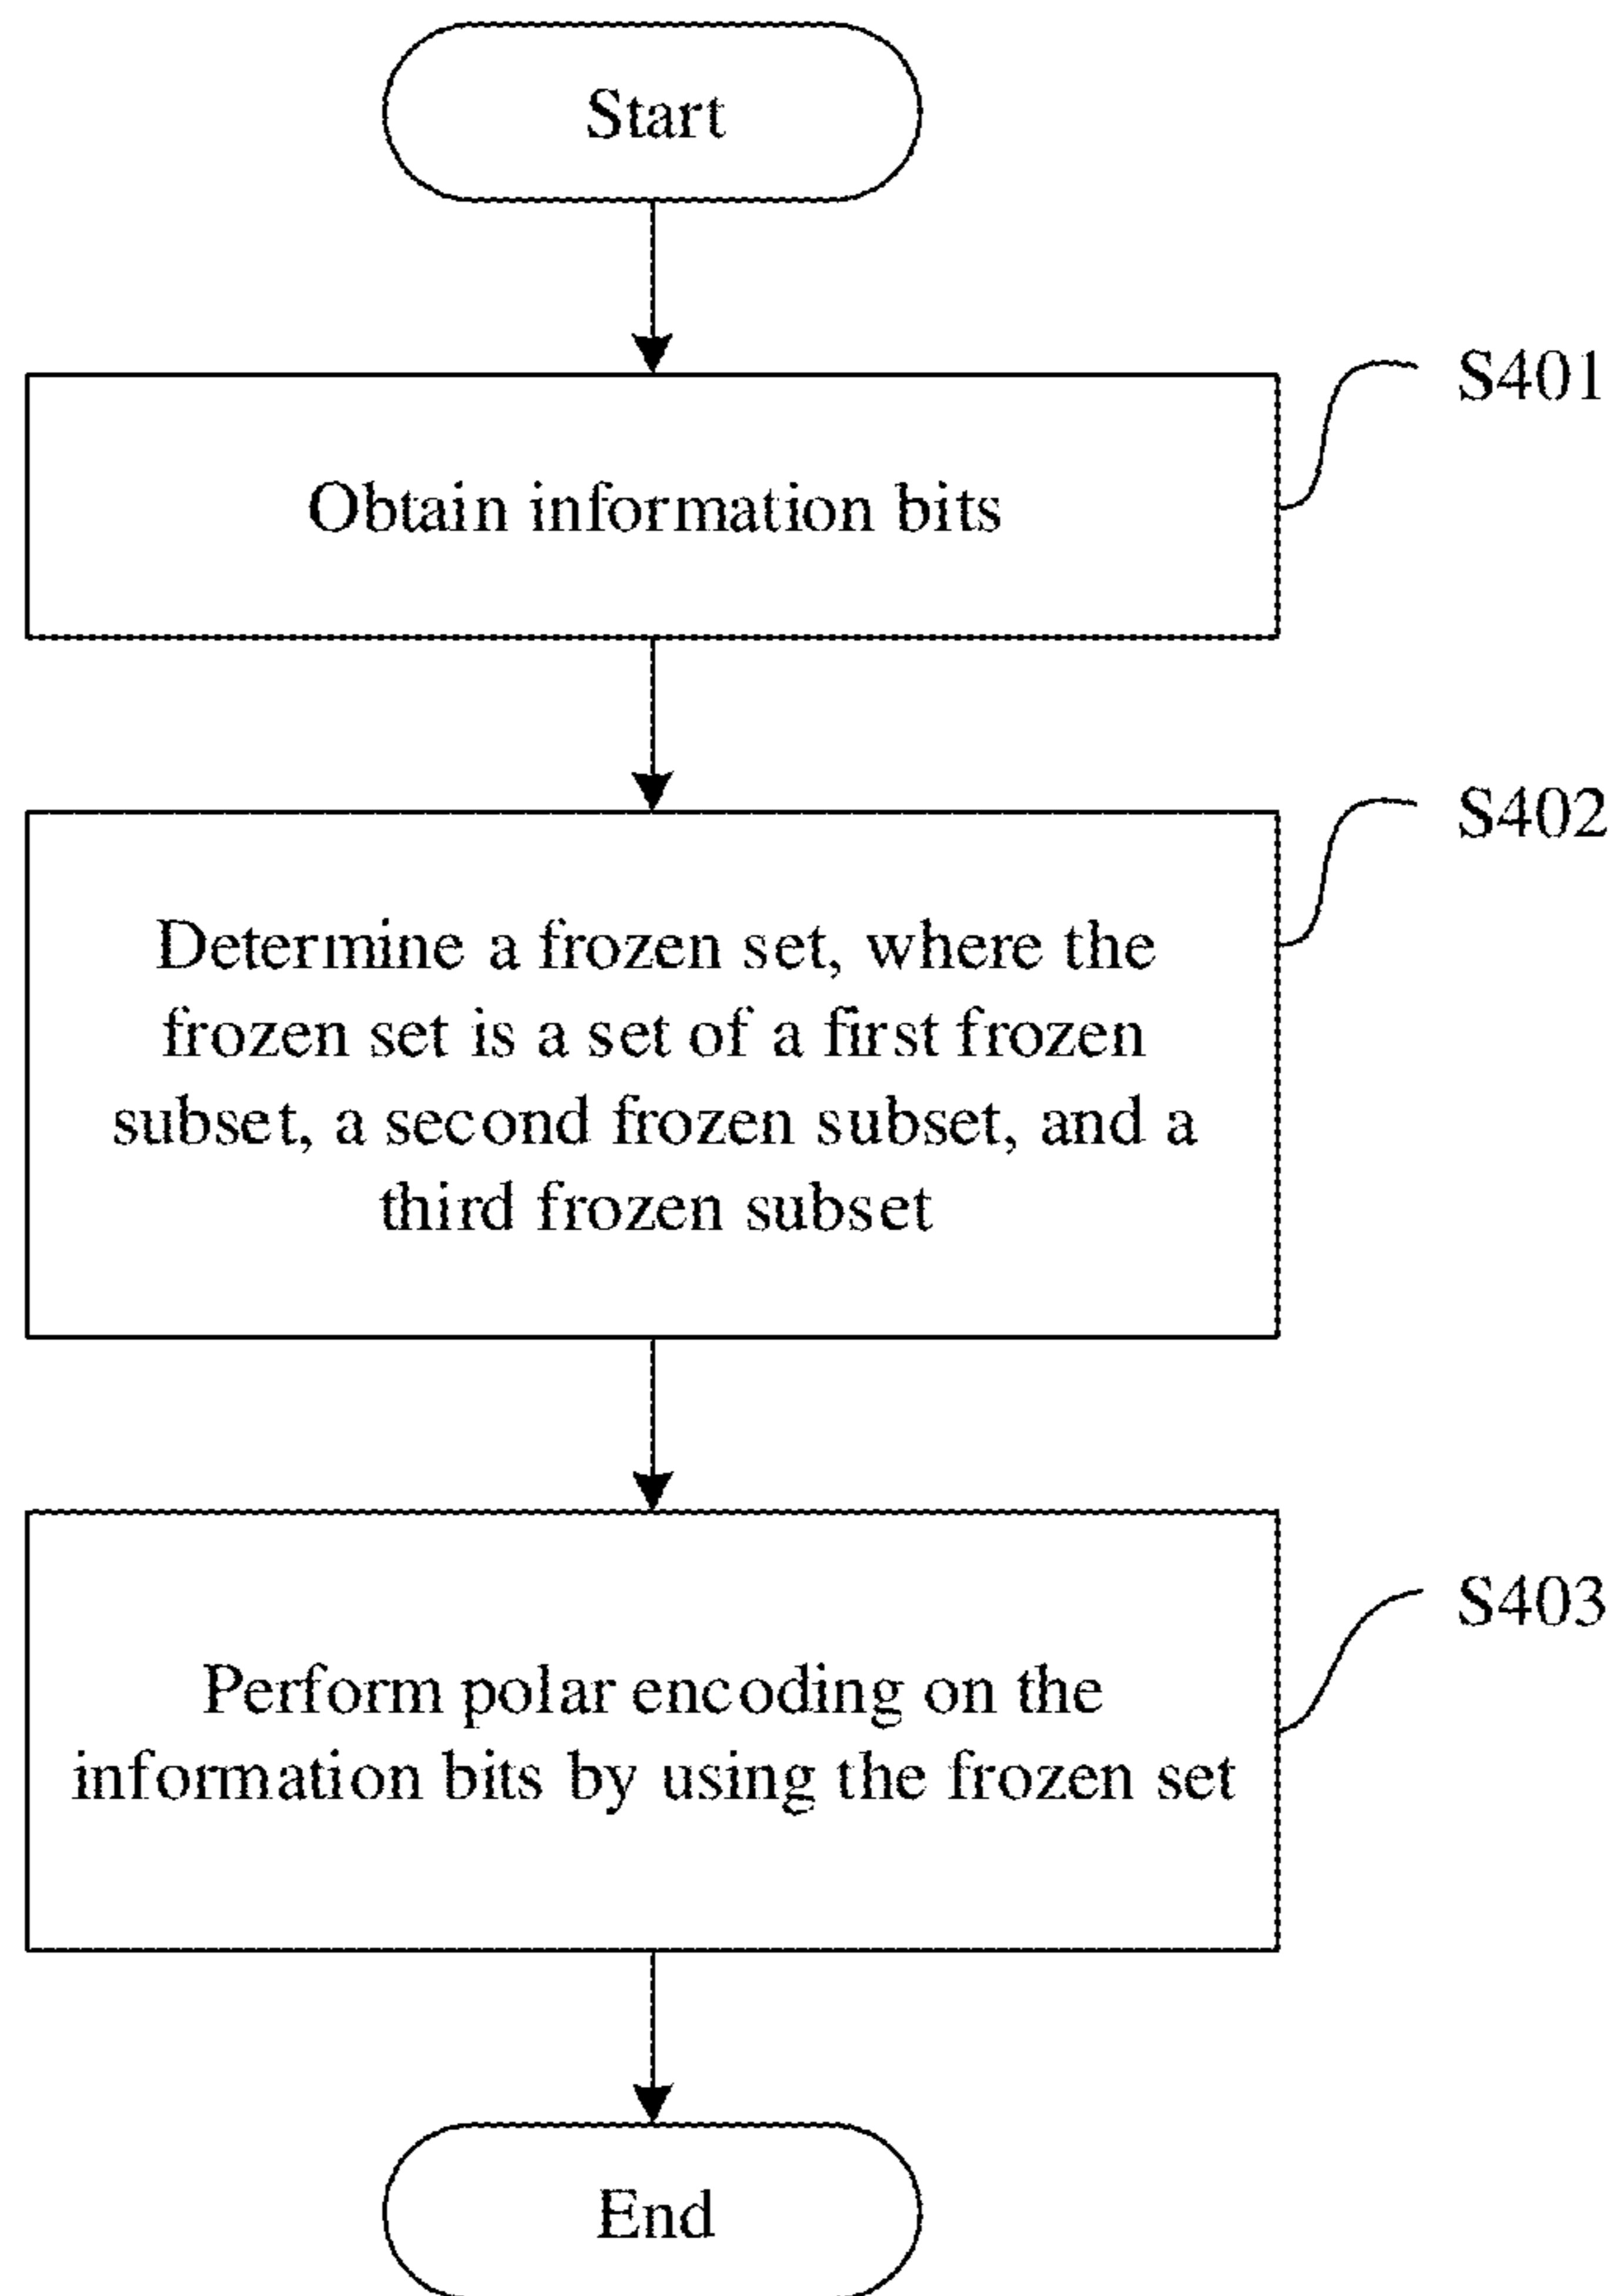 Start
S401
Obtain information bits
S402
Determine a frozen set, where the
frozen set is a set of a first frozen
subset, a second frozen subset, and a
third frozen subset
S403
Perform polar encoding on the
information bits by using the frozen set
End